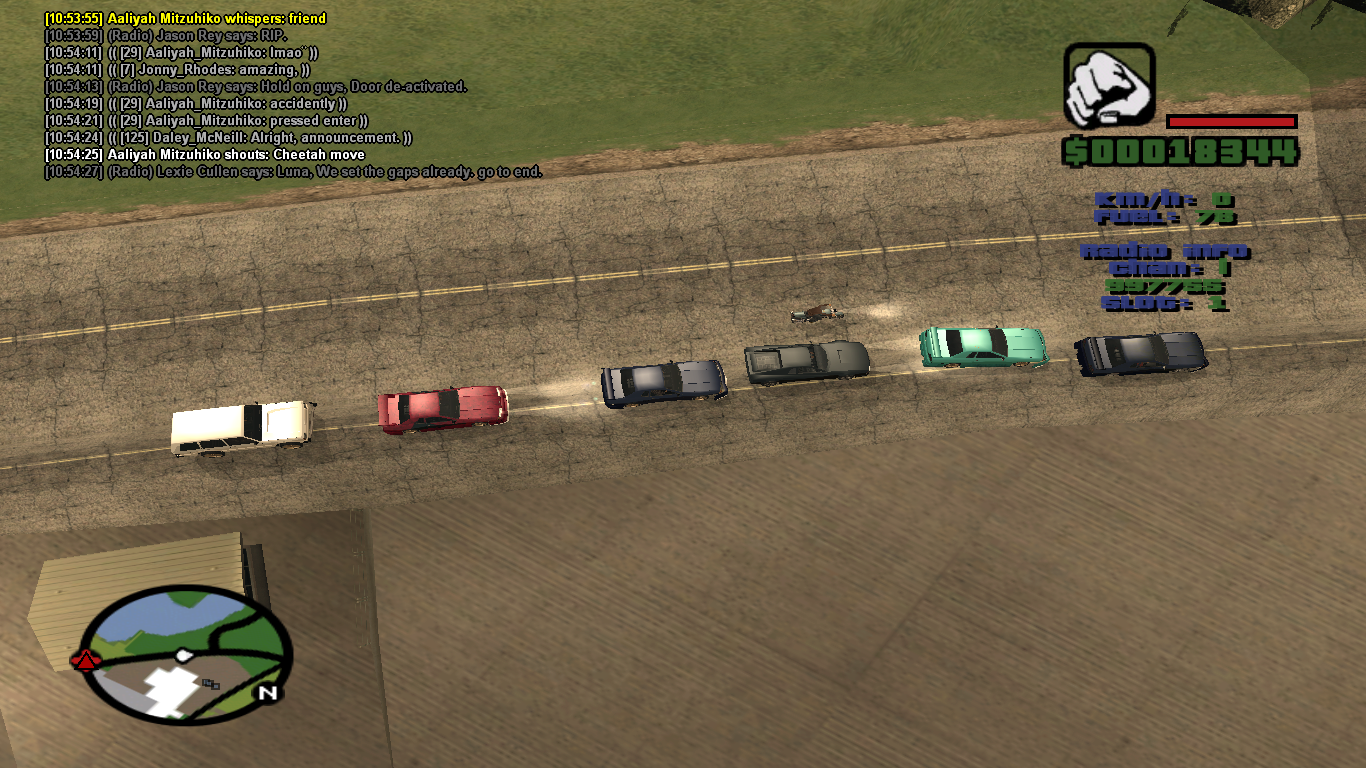 [10:53:55] Aaliyah Mitzuhiko whispers: friend
[10:53:59] (Radio) Jason Rey says: RIP.
[10:54:11] (( [29] Aaliyah_Mitzuhiko: lmao* ))
[10:54:11] (( [7] Jonny_Rhodes: amazing, ))
[10:54:13] (Radio) Jason Rey says: Hold on guys, Door de-activated.
[10:54:19] (( [29] Aaliyah_Mitzuhiko: accidently ))
[10:54:21] (( [29] Aaliyah_Mitzuhiko: pressed enter ))
[10:54:24] (( [125] Daley_McNeill: Alright, announcement. ))
[10:54:25] Aaliyah Mitzuhiko shouts: Cheetah move
[10:54:27] (Radio) Lexie Cullen says: Luna, We set the gaps already. go to end.
$00018344
Km/h: 0
Fuel: 78
Radio Info
Chan: 1
997755
Slot: 1
N